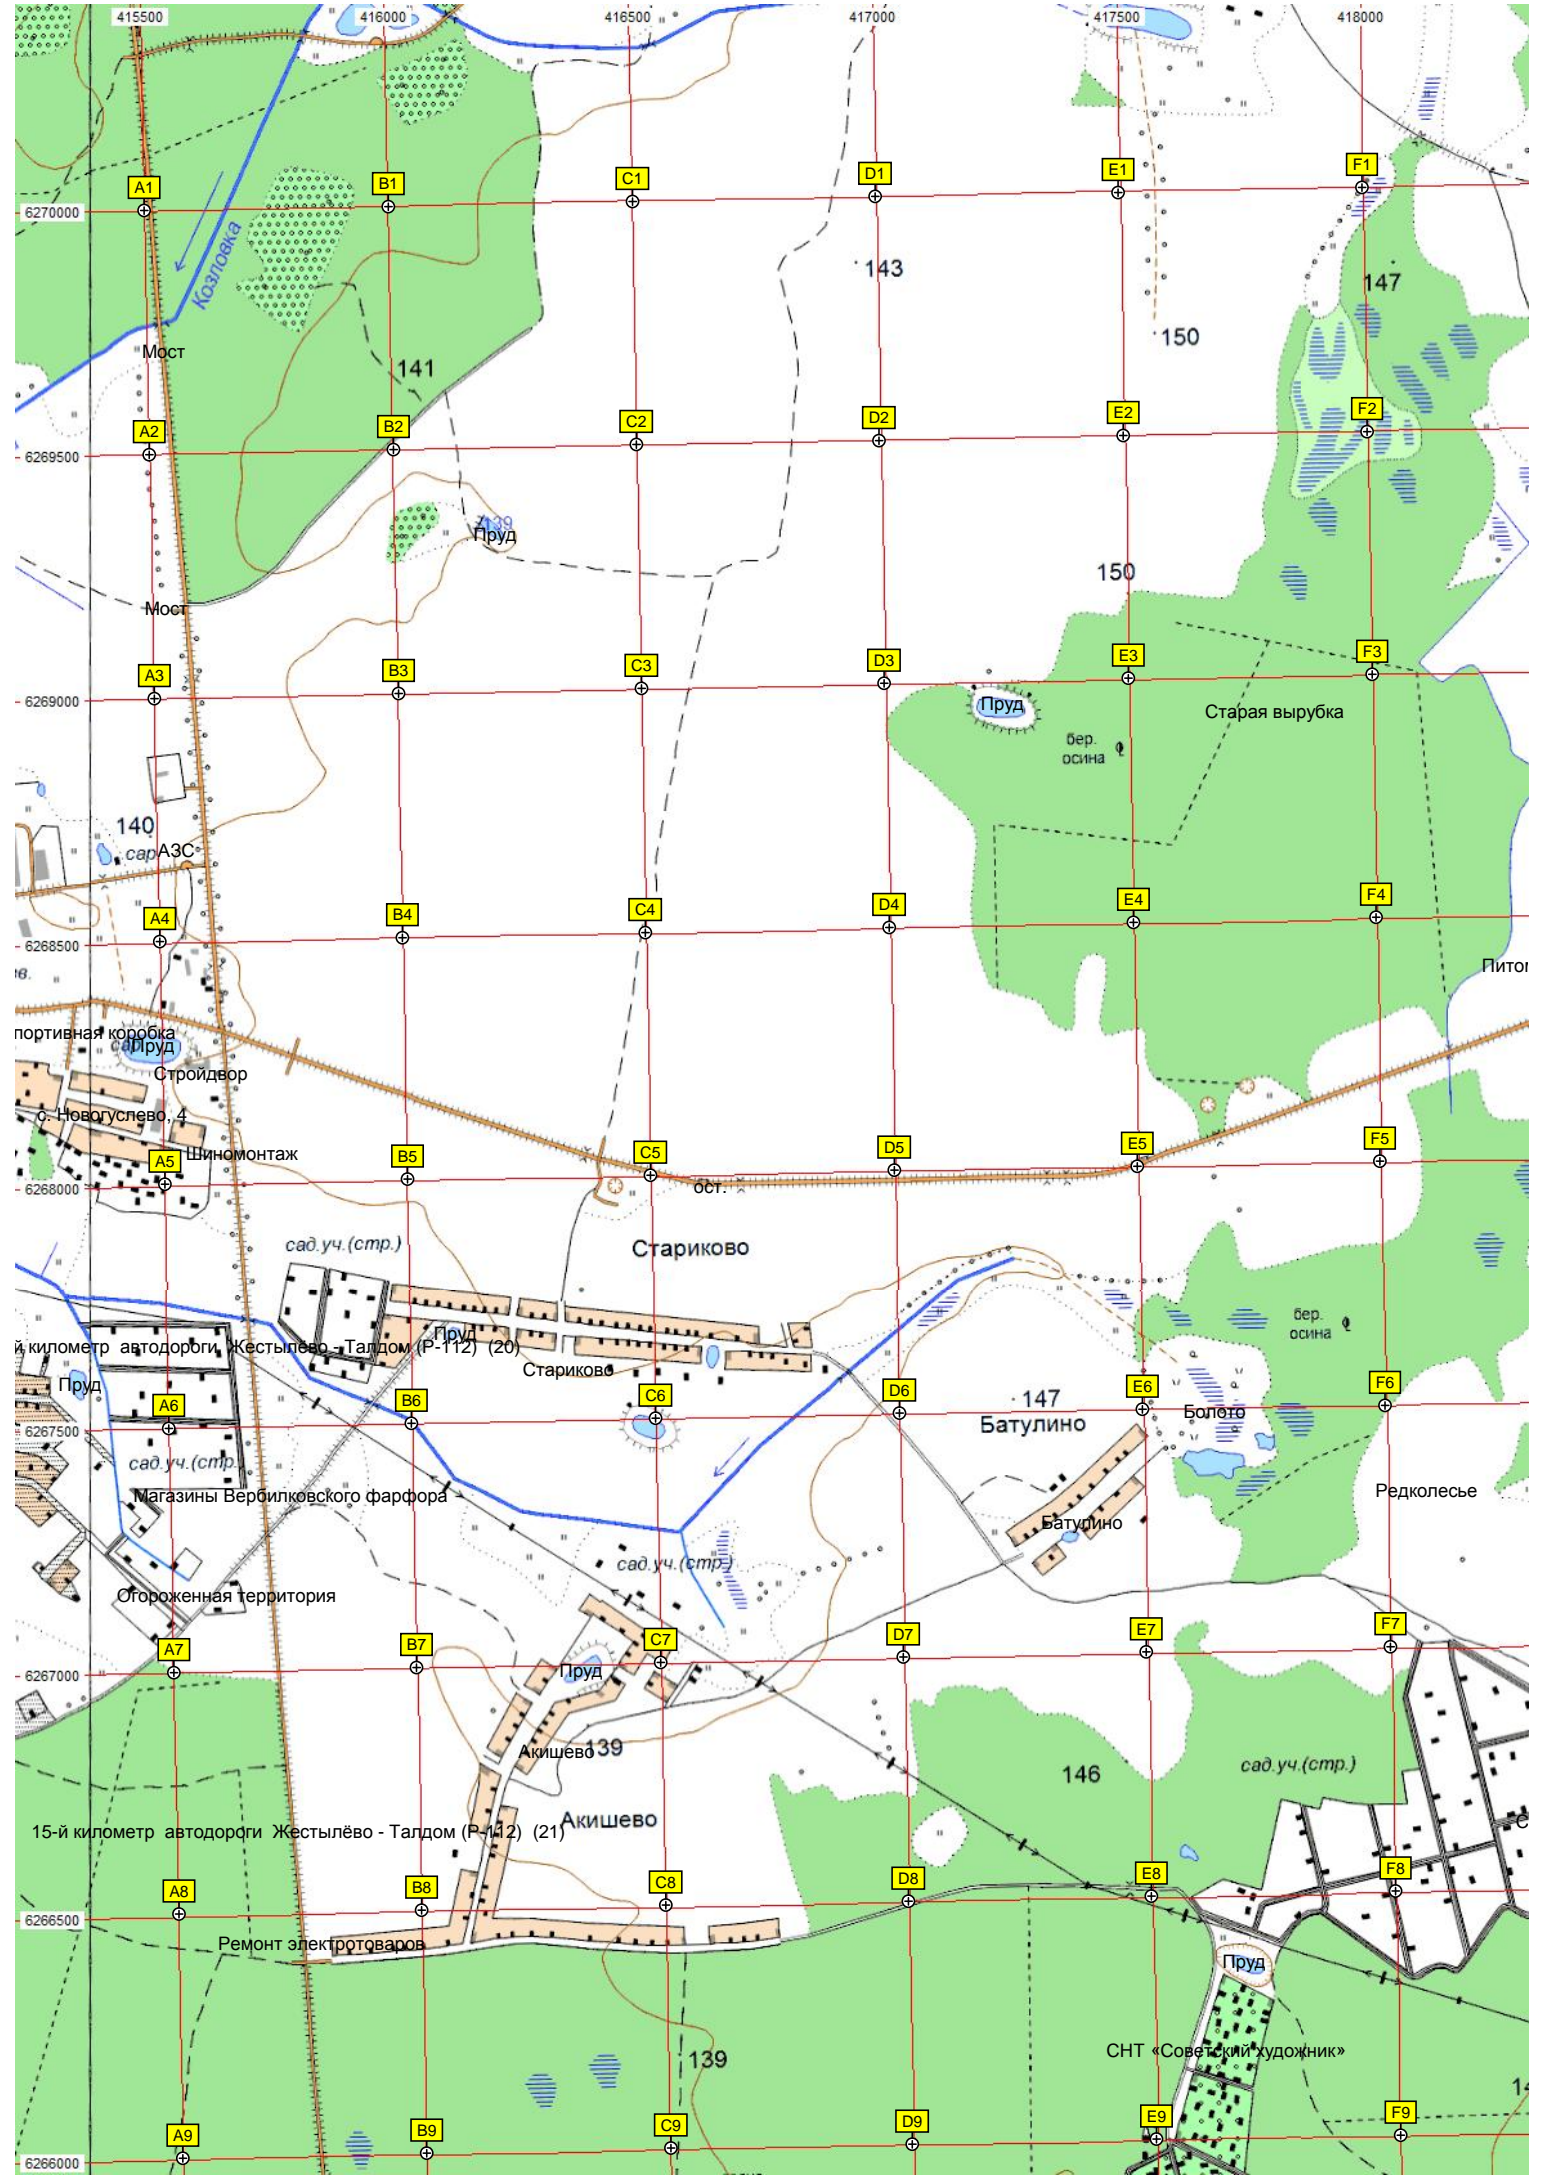 415500 416000 416500 417000 417500 418000
A1 B1 C1 D1 E1 F1
6270000
Козловка
143
147
Мост
150
141
A2 B2 C2 D2 E2 F2
6269500
139
Пруд
150
Мост
A3 B3 C3 D3 E3 F3
6269000
Пруд
Старая вырубка
бер.
осина
140
сар
АЗС
A4 B4 C4 D4 E4 F4
6268500
портивная коробка
Пруд
Стройдвор
с. Новогуслево, 4
Шиномонтаж
A5 B5 C5 D5 E5 F5
6268000
ост.
сад.уч.(стр.)
Стариково
бер.
осина
Пруд
й километр автодороги Жестылёво - Талдом (Р-112) (20)
Стариково
Пруд
A6 B6 C6 D6 E6 F6
147
Батулино
Болото
6267500
сад.уч.(стр.
Магазины Вербилковского фарфора
Редколесье
Батулино
сад.уч.(стр.)
Огороженная территория
A7 B7 C7 D7 E7 F7
6267000
Пруд
Акишево
139
146
сад.уч.(стр.)
Акишево
15-й километр автодороги Жестылёво - Талдом (Р-112) (21)
A8 B8 C8 D8 E8 F8
6266500
Ремонт электротоваров
Пруд
СНТ «Советский художник»
139
A9 B9 C9 D9 E9 F9
6266000